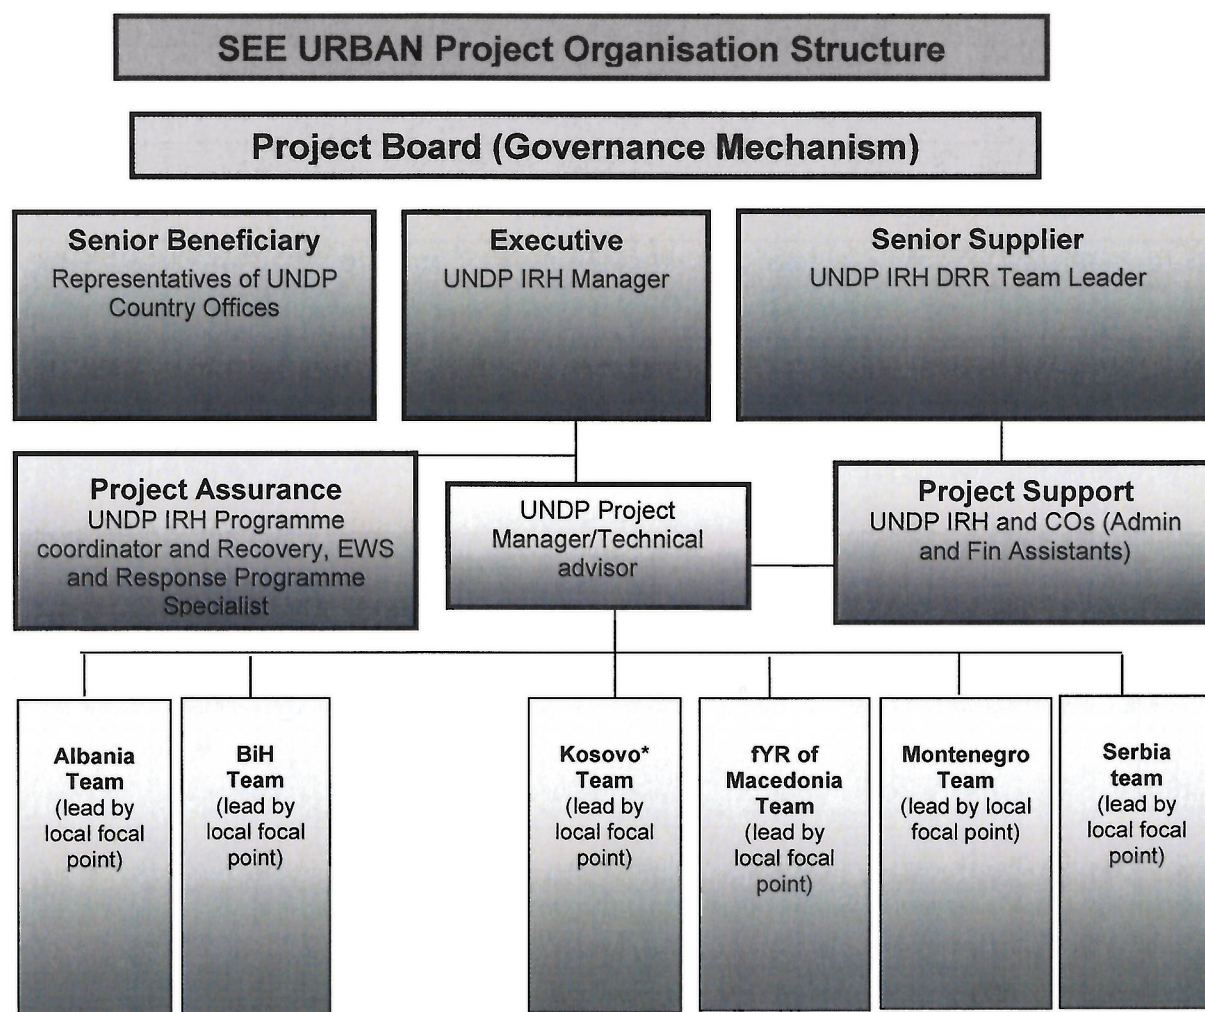 SEE URBAN Project Organisation Structure
Project Board (Governance Mechanism)
Senior Beneficiary
Representatives of UNDP
Country Offices
Executive
UNDP IRH Manager
Senior Supplier
UNDP IRH DRR Team Leader
Project Assurance
UNDP IRH Programme
coordinator and Recovery, EWS
and Response Programme
Specialist
UNDP Project
Manager/Technical
advisor
Project Support
UNDP IRH and COs (Admin
and Fin Assistants)
Albania
Team
(lead by
local focal
point)
BiH
Team
(lead by
local focal
point)
Kosovo*
Team
(lead by
local focal
point)
fYR of
Macedonia
Team
(lead by
local focal
point)
Montenegro
Team
(lead by local
focal point)
Serbia
team
(lead by
local focal
point)